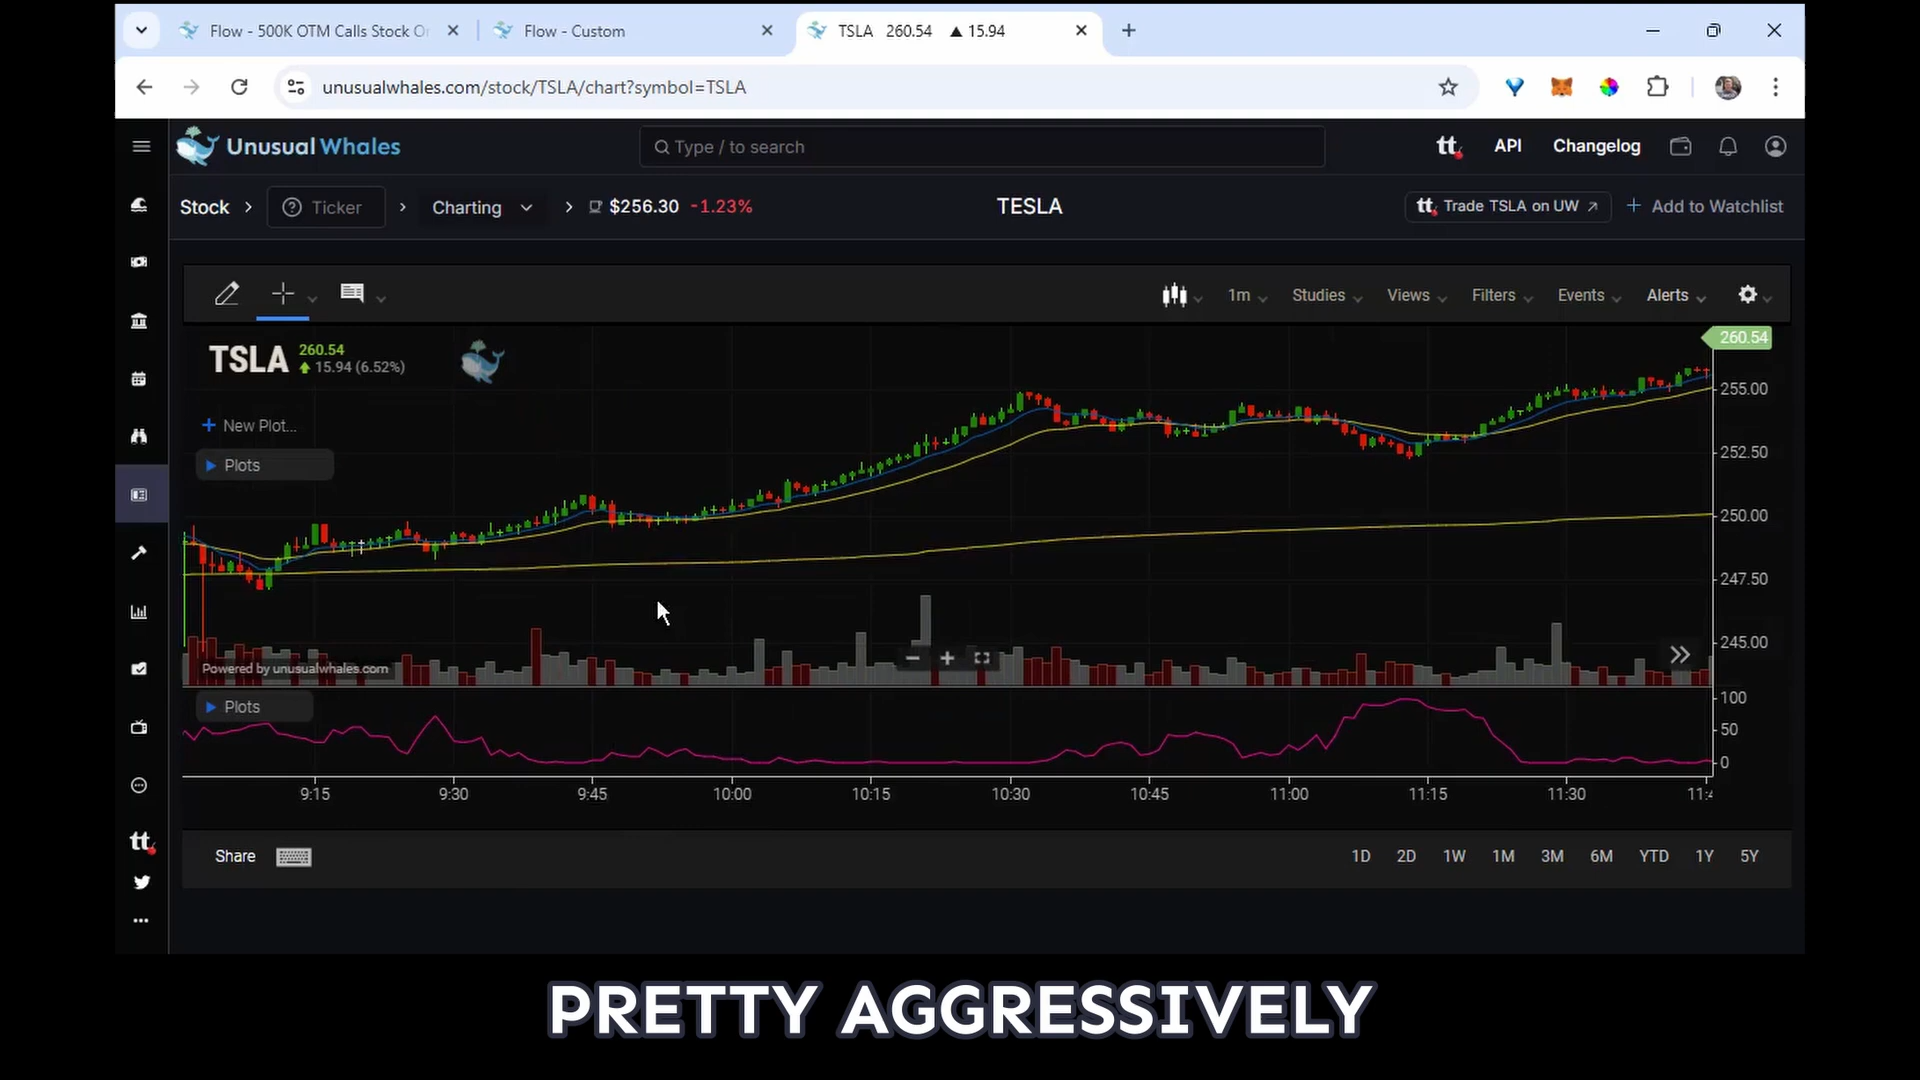 Flow - 500K OTM Calls Stock O
Flow - Custom
TSLA 260.54 ▲ 15.94
unusualwhales.com/stock/TSLA/chart?symbol=TSLA
Unusual Whales
Type / to search
tt
API
Changelog
Stock
Ticker
Charting
$256.30 -1.23%
TESLA
tt Trade TSLA on UW
+ Add to Watchlist
1m
Studies
Views
Filters
Events
Alerts
TSLA
260.54
15.94 (6.52%)
260.54
255.00
+ New Plot...
252.50
Plots
250.00
247.50
245.00
Powered by unusualwhales.com
Plots
100
50
0
9:15 9:30 9:45 10:00 10:15 10:30 10:45 11:00 11:15 11:30
tt
Share
1D 2D 1W 1M 3M 6M YTD 1Y 5Y
PRETTY AGGRESSIVELY